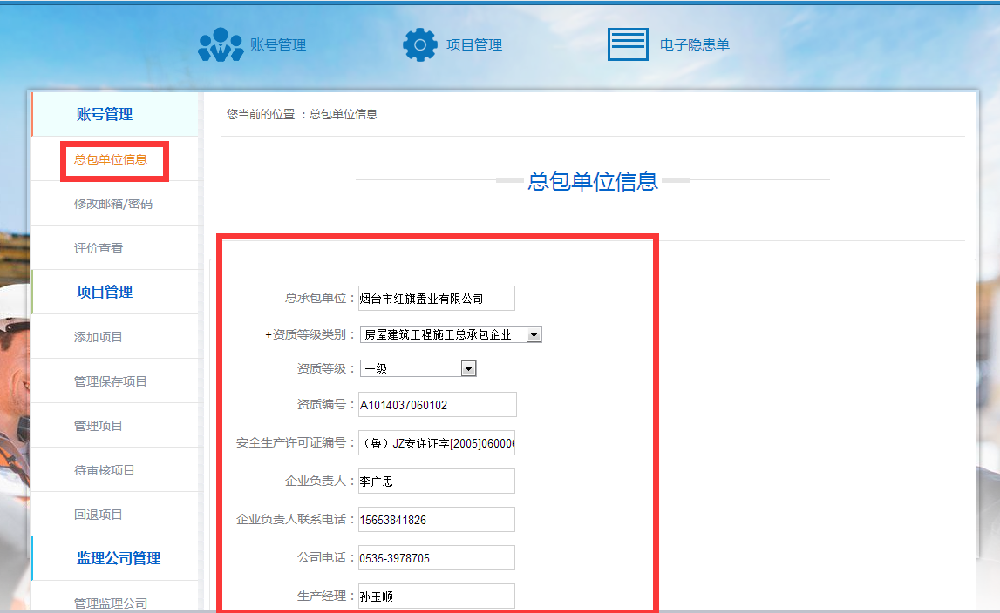 账号管理 项目管理 电子隐患单
账号管理
总包单位信息
修改邮箱/密码
评价查看
项目管理
添加项目
管理保存项目
管理项目
待审核项目
回退项目
监理公司管理
管理监理公司
您当前的位置 ：总包单位信息
总包单位信息
总承包单位： 烟台市红旗置业有限公司
+资质等级类别： 房屋建筑工程施工总承包企业
资质等级： 一级
资质编号： A1014037060102
安全生产许可证编号： （鲁）JZ安许证字[2005]060006
企业负责人： 李广思
企业负责人联系电话： 15653841826
公司电话： 0535-3978705
生产经理： 孙玉顺